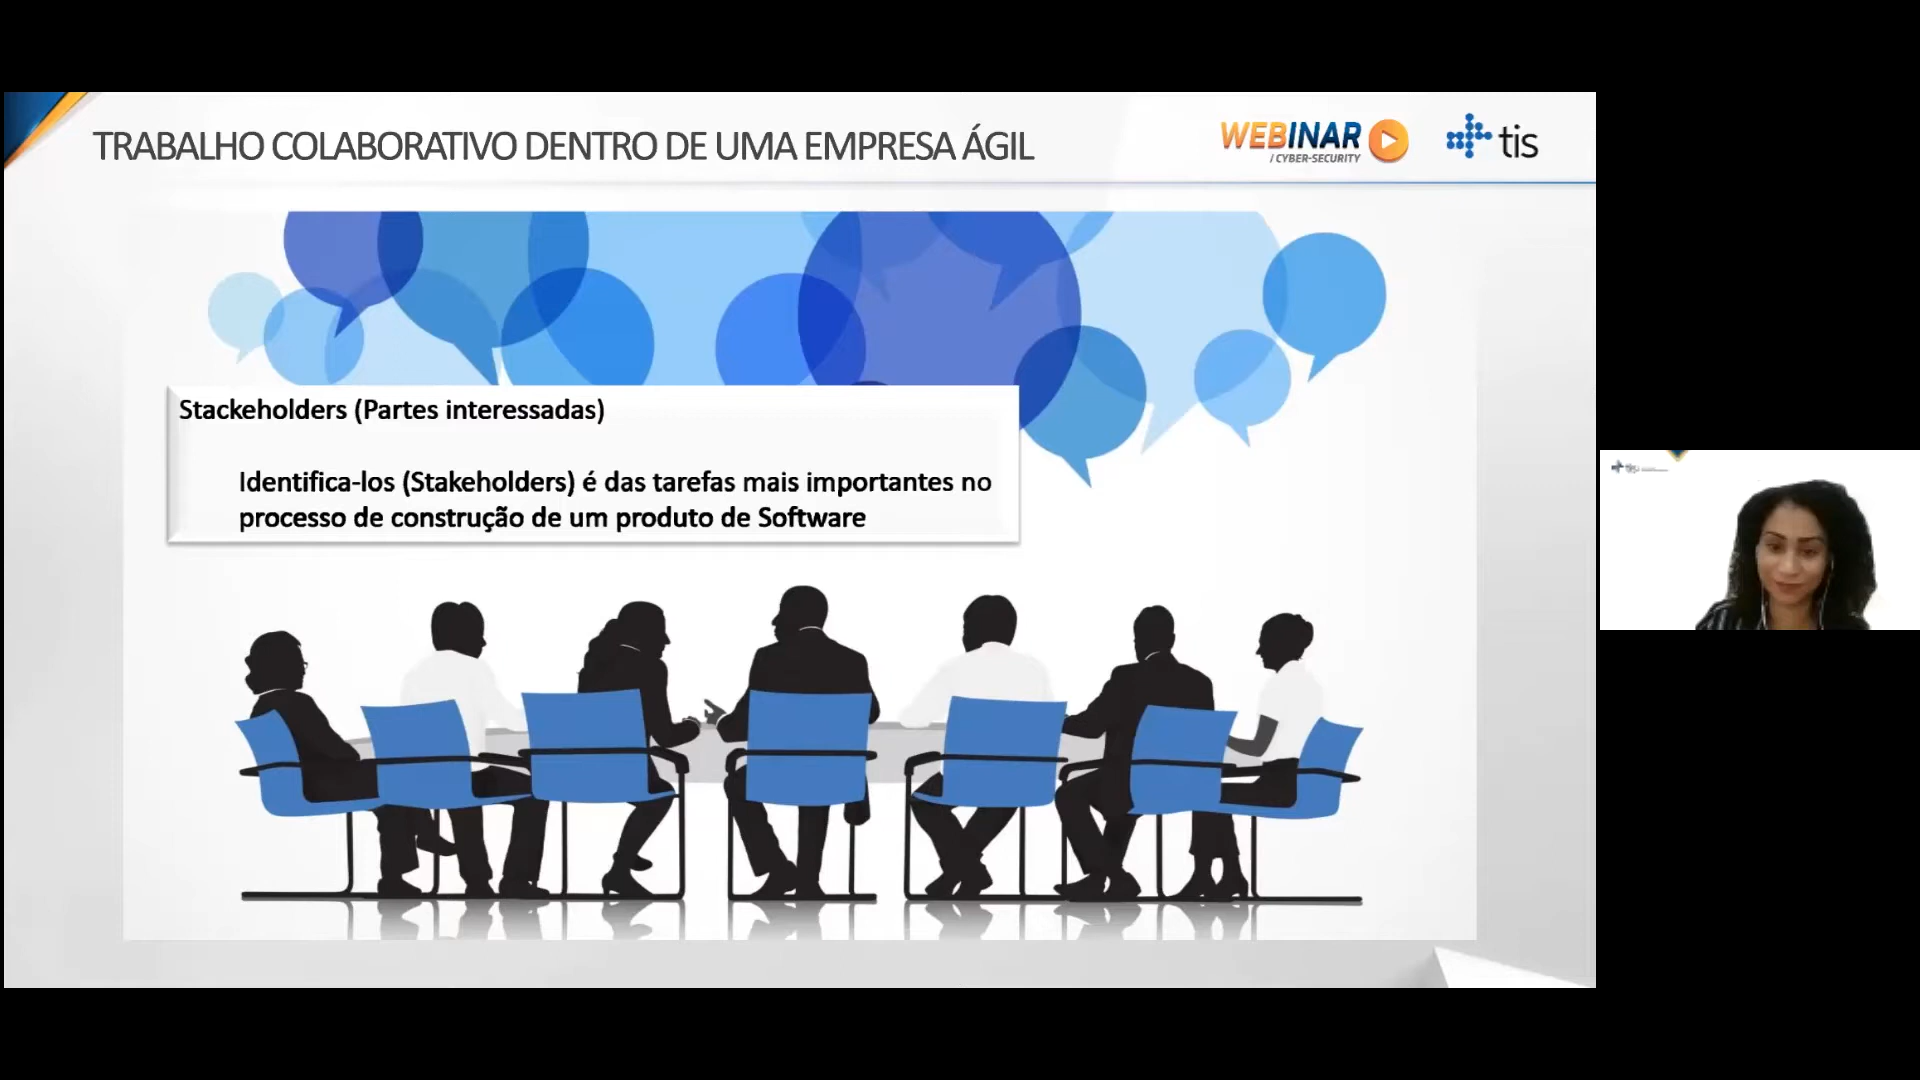 TRABALHO COLABORATIVO DENTRO DE UMA EMPRESA ÁGIL
WEBINAR
/ CYBER-SECURITY
tis
Stackeholders (Partes interessadas)
Identifica-los (Stakeholders) é das tarefas mais importantes no
processo de construção de um produto de Software